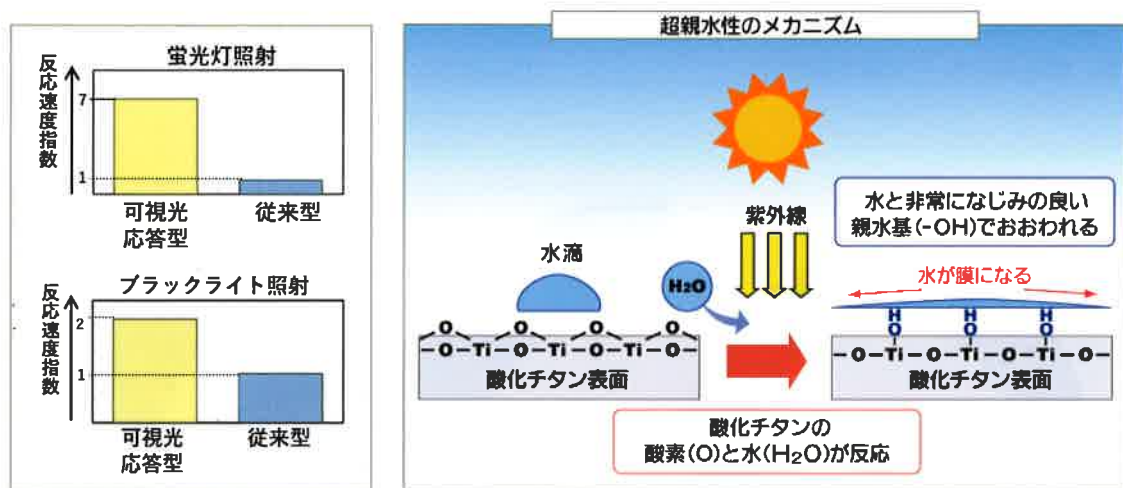 蛍光灯照射
反応速度指数
7
1
可視光
応答型
従来型
ブラックライト照射
反応速度指数
2
1
可視光
応答型
従来型
超親水性のメカニズム
紫外線
水と非常になじみの良い
親水基(-OH)でおおわれる
水滴
H₂O
水が膜になる
H H H
O O O
O O O O
-O-Ti-O-Ti-O-Ti-O-
-O-Ti-O-Ti-O-Ti-O-
酸化チタン表面
酸化チタン表面
酸化チタンの
酸素(O)と水(H₂O)が反応